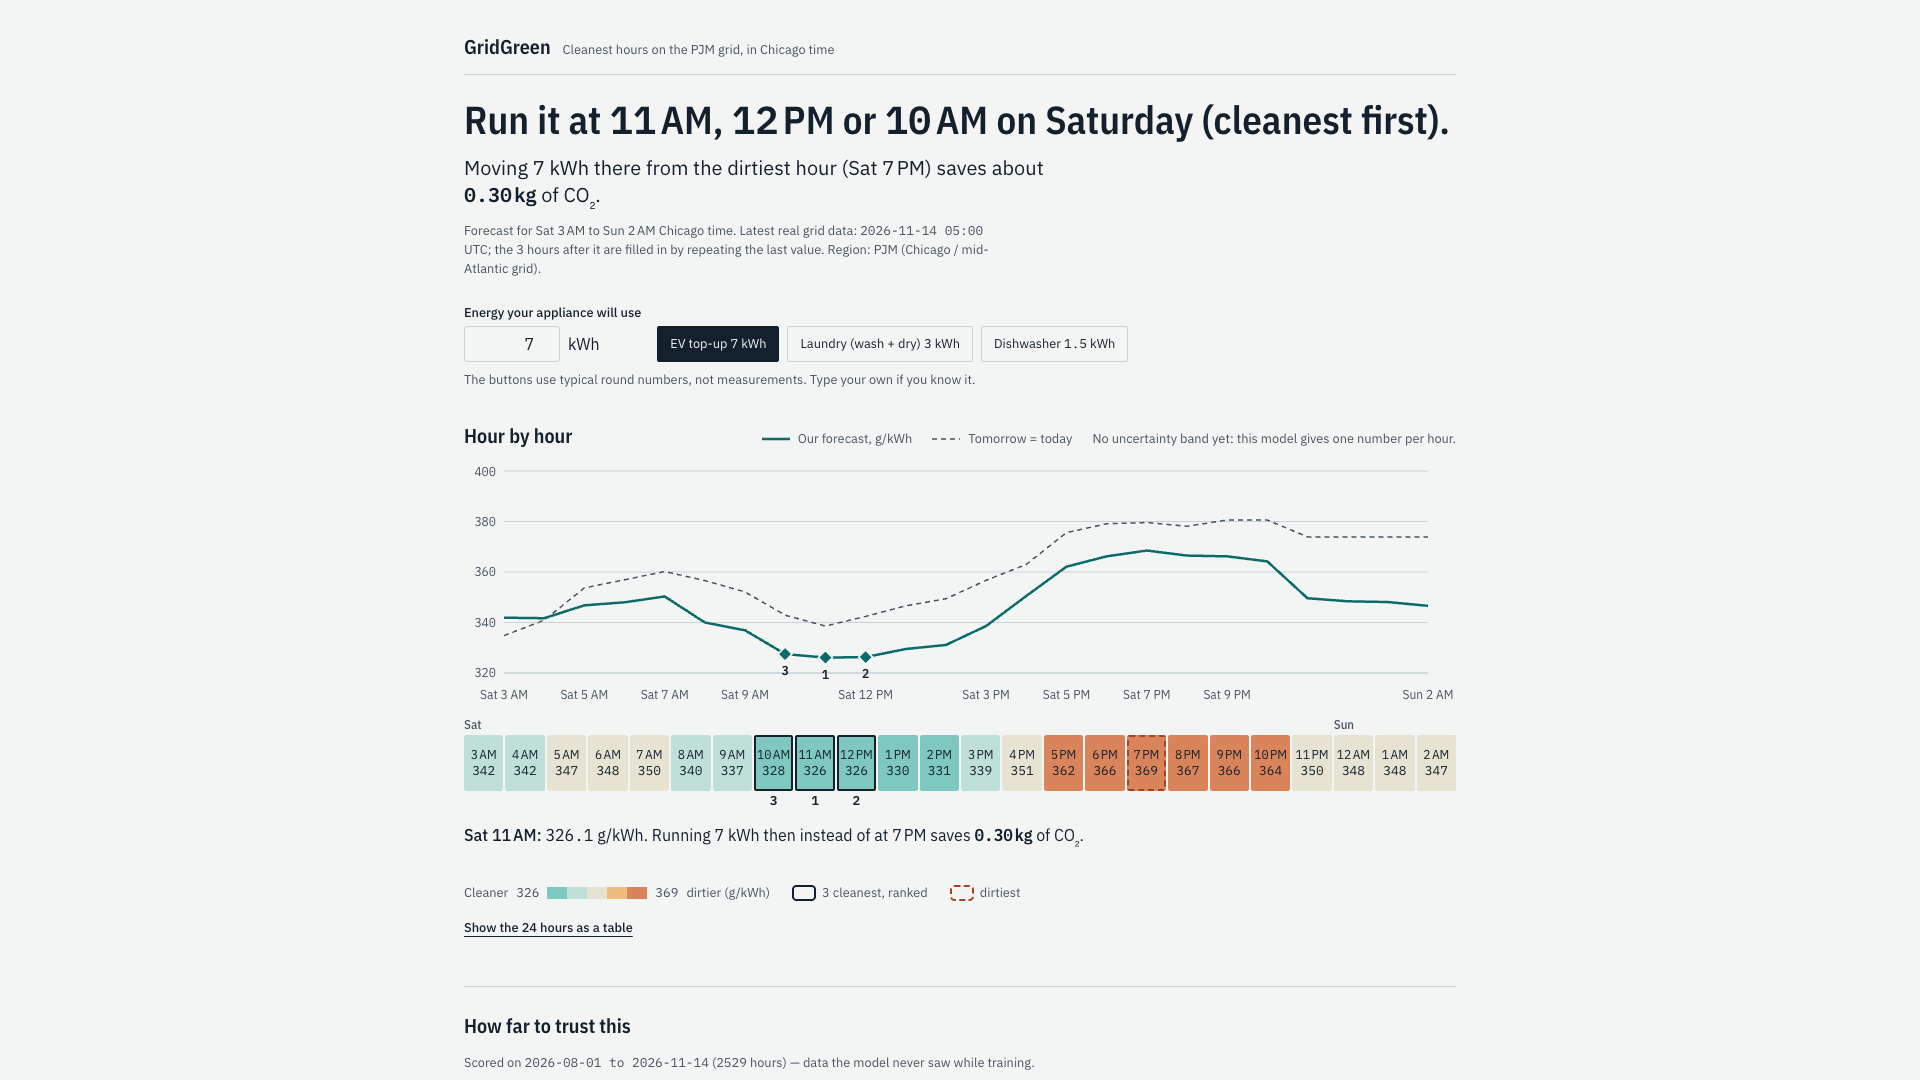 GridGreen Cleanest hours on the PJM grid, in Chicago time
Run it at 11 AM, 12 PM or 10 AM on Saturday (cleanest first).
Moving 7 kWh there from the dirtiest hour (Sat 7 PM) saves about
0.30 kg of CO₂.
Forecast for Sat 3 AM to Sun 2 AM Chicago time. Latest real grid data: 2026-11-14 05:00
UTC; the 3 hours after it are filled in by repeating the last value. Region: PJM (Chicago / mid-
Atlantic grid).
Energy your appliance will use
7 kWh EV top-up 7 kWh Laundry (wash + dry) 3 kWh Dishwasher 1.5 kWh
The buttons use typical round numbers, not measurements. Type your own if you know it.
Hour by hour Our forecast, g/kWh Tomorrow = today No uncertainty band yet: this model gives one number per hour.
400
380
360
340
320
3 1 2
Sat 3 AM Sat 5 AM Sat 7 AM Sat 9 AM Sat 12 PM Sat 3 PM Sat 5 PM Sat 7 PM Sat 9 PM Sun 2 AM
Sat Sun
3 AM 4 AM 5 AM 6 AM 7 AM 8 AM 9 AM 10 AM 11 AM 12 PM 1 PM 2 PM 3 PM 4 PM 5 PM 6 PM 7 PM 8 PM 9 PM 10 PM 11 PM 12 AM 1 AM 2 AM
342 342 347 348 350 340 337 328 326 326 330 331 339 351 362 366 369 367 366 364 350 348 348 347
3 1 2
Sat 11 AM: 326.1 g/kWh. Running 7 kWh then instead of at 7 PM saves 0.30 kg of CO₂.
Cleaner 326 369 dirtier (g/kWh) 3 cleanest, ranked dirtiest
Show the 24 hours as a table
How far to trust this
Scored on 2026-08-01 to 2026-11-14 (2529 hours) — data the model never saw while training.